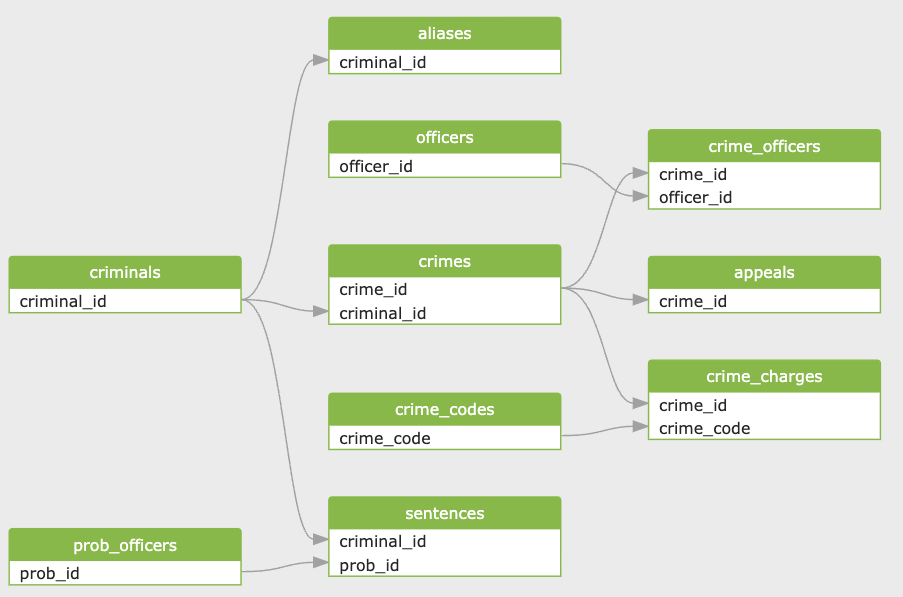 aliases
criminal_id
officers
officer_id
crime_officers
crime_id
officer_id
criminals
criminal_id
crimes
crime_id
criminal_id
appeals
crime_id
crime_codes
crime_code
crime_charges
crime_id
crime_code
prob_officers
prob_id
sentences
criminal_id
prob_id